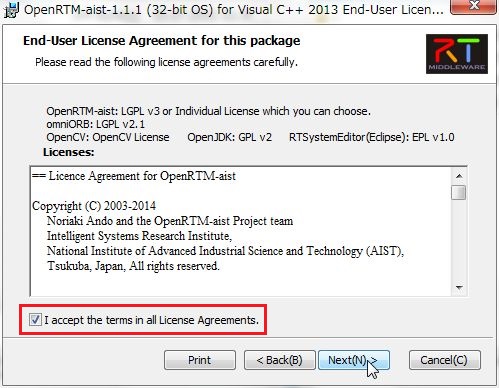 OpenRTM-aist-1.1.1 (32-bit OS) for Visual C++ 2013 End-User Licen...
End-User License Agreement for this package
Please read the following license agreements carefully.
RT
MIDDLEWARE
OpenRTM-aist: LGPL v3 or Individual License which you can choose.
omniORB: LGPL v2.1
OpenCV: OpenCV License OpenJDK: GPL v2 RTSystemEditor(Eclipse): EPL v1.0
Licenses:
== Licence Agreement for OpenRTM-aist
Copyright (C) 2003-2014
Noriaki Ando and the OpenRTM-aist Project team
Intelligent Systems Research Institute,
National Institute of Advanced Industrial Science and Technology (AIST),
Tsukuba, Japan, All rights reserved.
I accept the terms in all License Agreements.
Print < Back(B) Next(N) > Cancel(C)